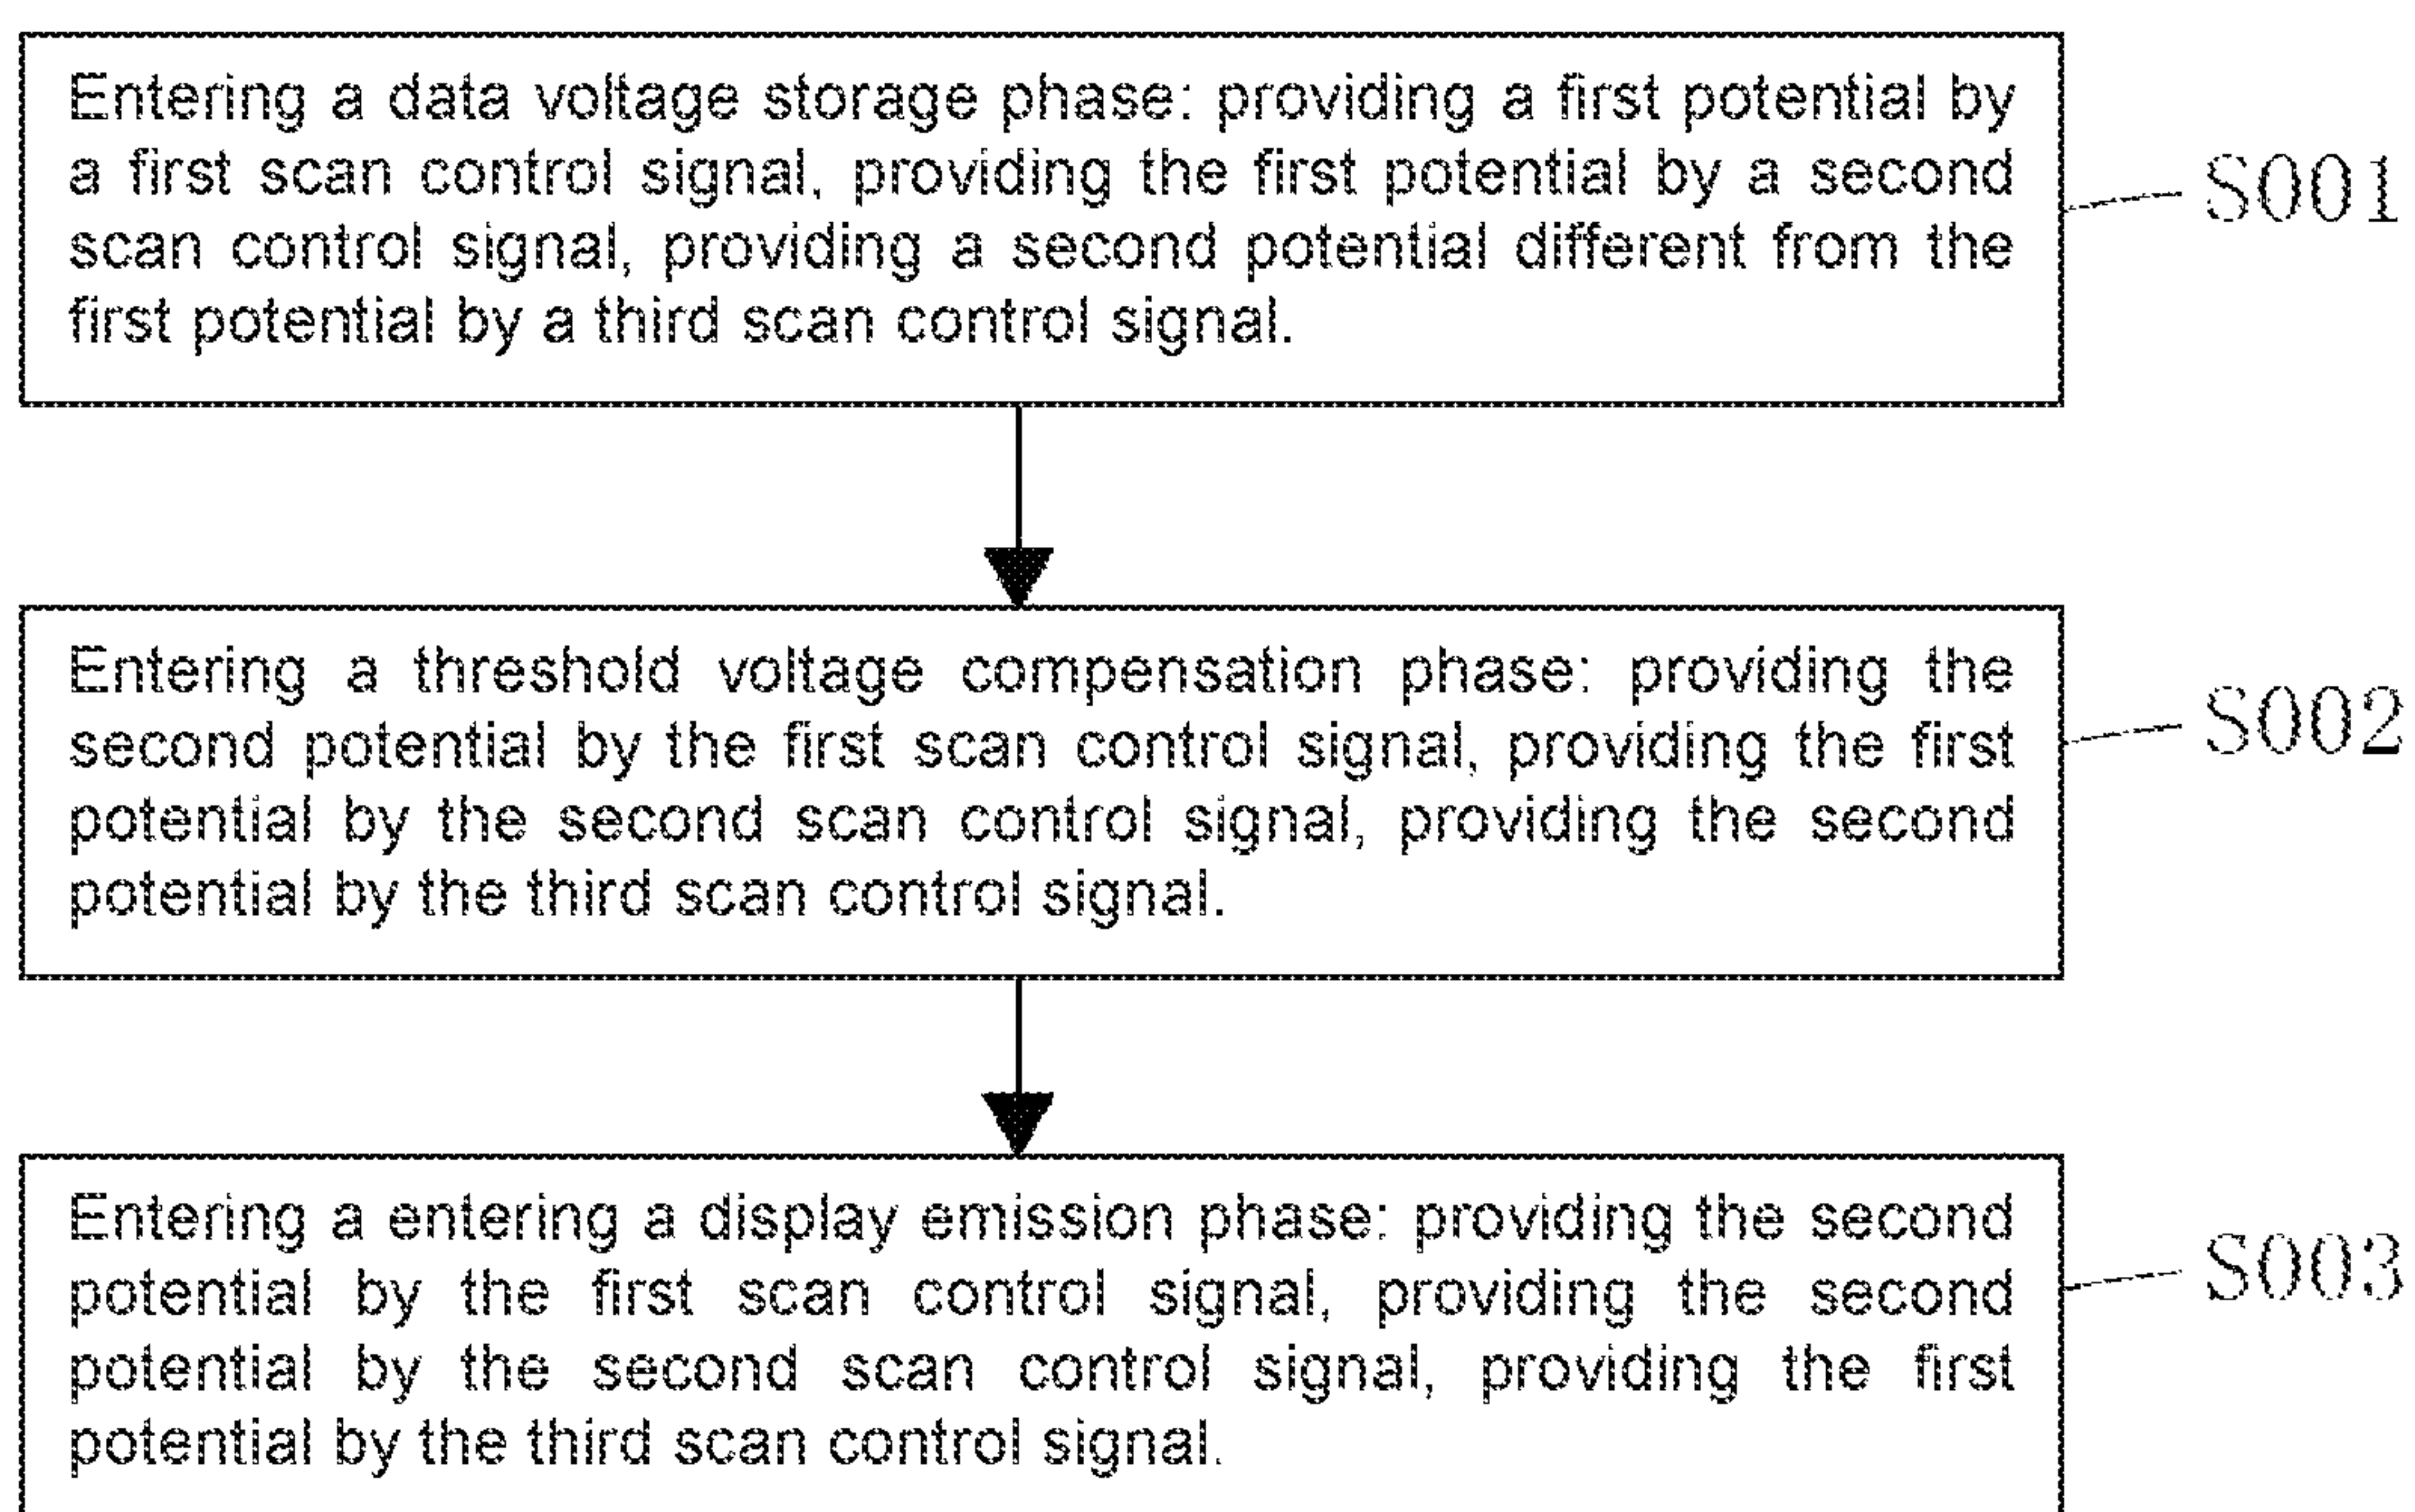 Entering a data voltage storage phase: providing a first potential by
a first scan control signal, providing the first potential by a second
scan control signal, providing a second potential different from the
first potential by a third scan control signal.
S001
Entering a threshold voltage compensation phase: providing the
second potential by the first scan control signal, providing the first
potential by the second scan control signal, providing the second
potential by the third scan control signal.
S002
Entering a entering a display emission phase: providing the second
potential by the first scan control signal, providing the second
potential by the second scan control signal, providing the first
potential by the third scan control signal.
S003